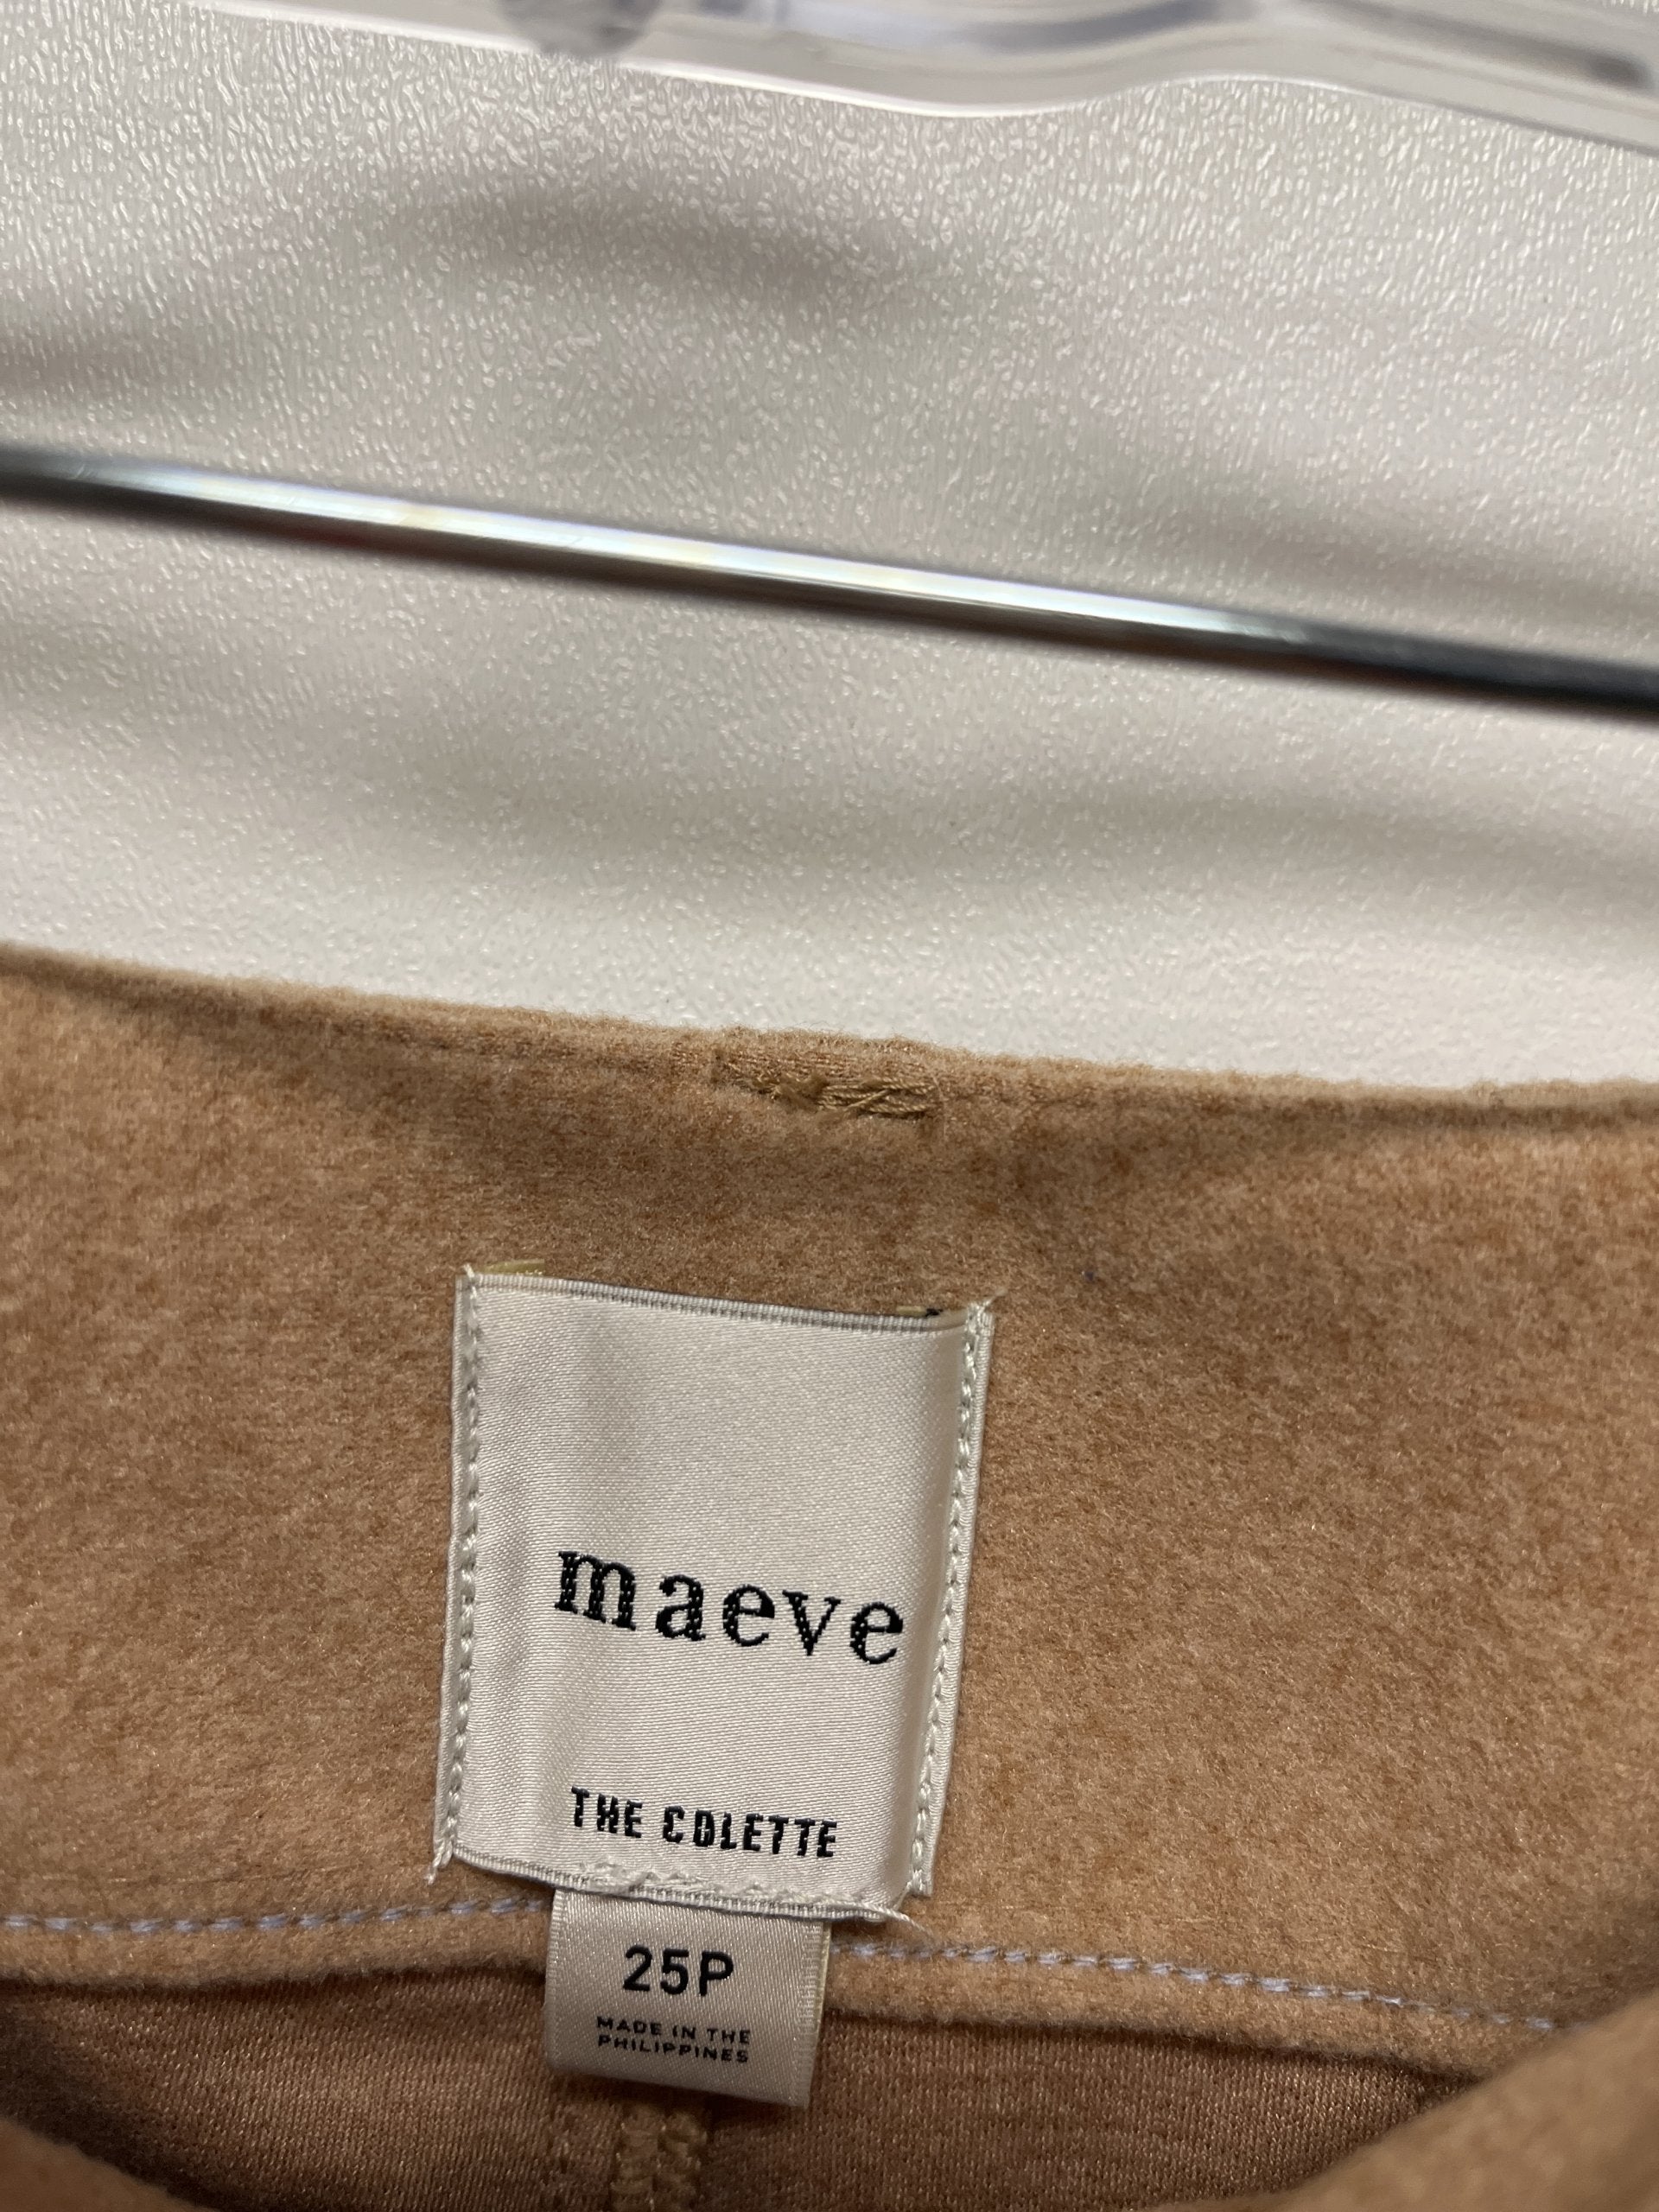 maeve
THE COLETTE
25P
MADE IN THE
PHILIPPINES